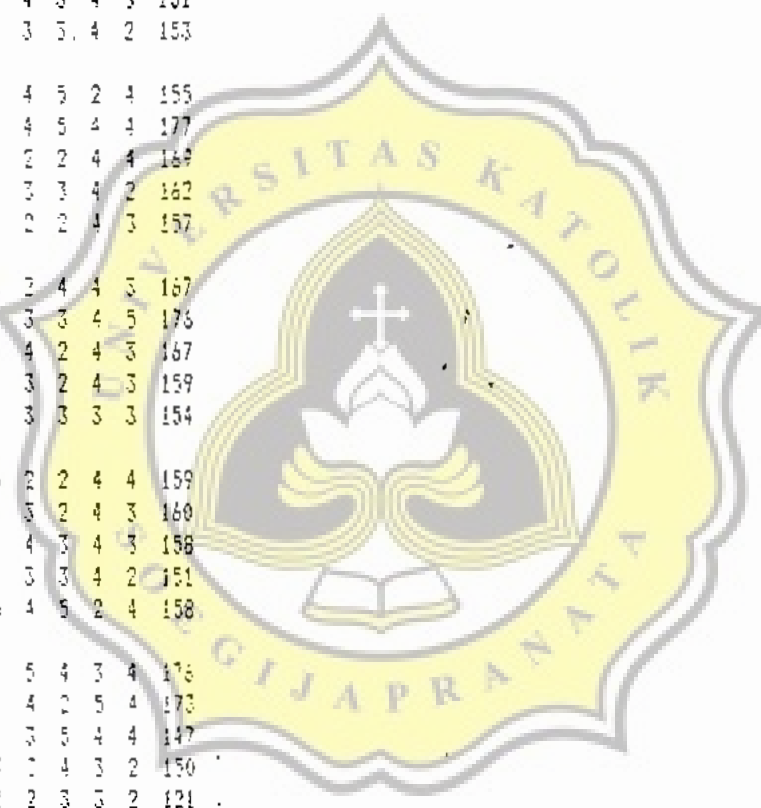 3 3. 4 2 153
4 5 2 4 155
4 5 4 4 177
2 2 4 4 169
3 3 4 2 162
2 2 4 3 157
2 4 4 3 167
3 3 4 5 176
4 2 4 3 167
3 2 4 3 159
3 3 3 3 154
2 2 4 4 159
3 2 4 3 160
4 3 4 3 158
3 3 4 2 151
4 5 2 4 158
5 4 3 4 176
4 2 5 4 173
3 5 4 4 147
4 3 2 150
2 3 3 2 121
UNIVERSITAS KATOLIK
SOEGIJAPRANATA